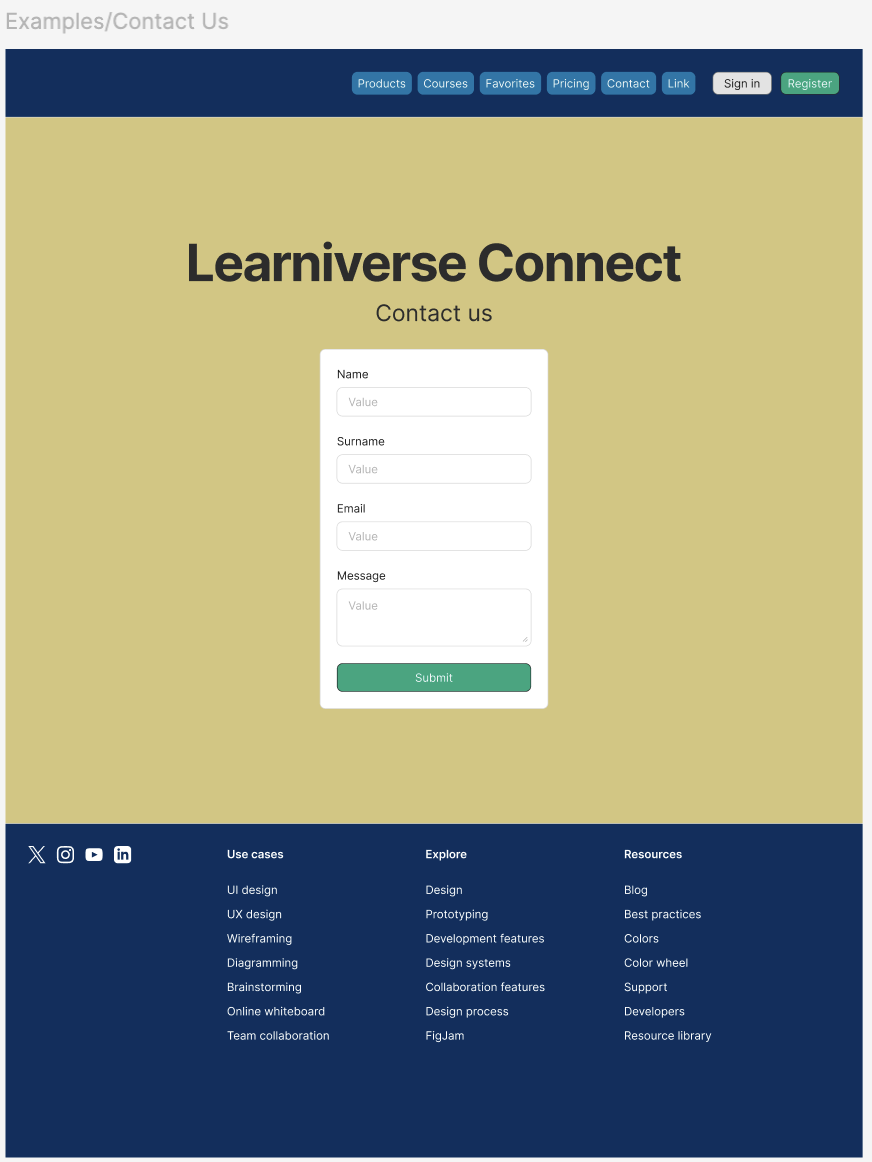 Examples/Contact Us
Products Courses Favorites Pricing Contact Link Sign in Register
Learniverse Connect
Contact us
Name
Value
Surname
Value
Email
Value
Message
Value
Submit
Use cases
UI design
UX design
Wireframing
Diagramming
Brainstorming
Online whiteboard
Team collaboration
Explore
Design
Prototyping
Development features
Design systems
Collaboration features
Design process
FigJam
Resources
Blog
Best practices
Colors
Color wheel
Support
Developers
Resource library